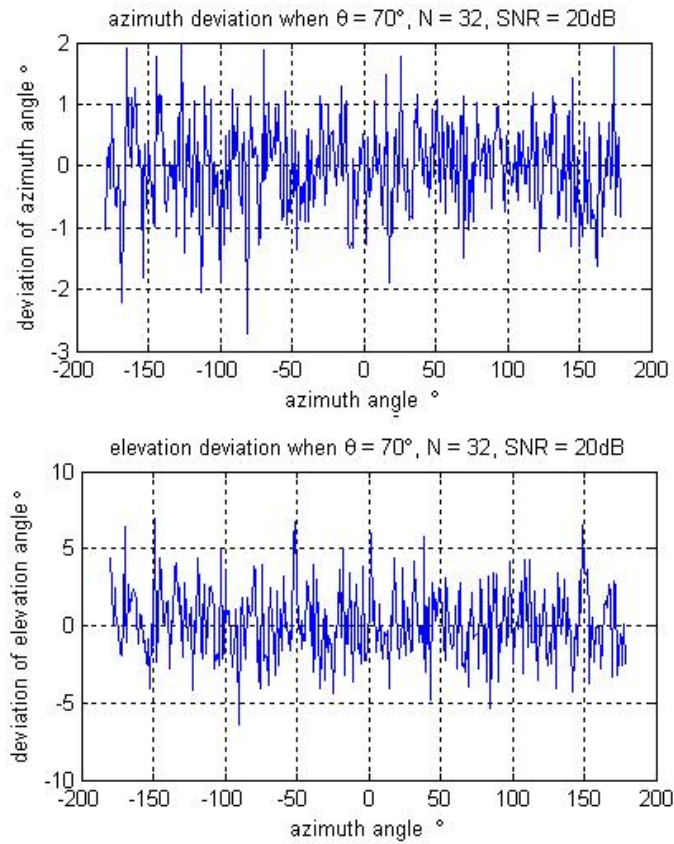 azimuth deviation when θ = 70°, N = 32, SNR = 20dB
2
1
0
-1
-2
-3
deviation of azimuth angle °
-200 -150 -100 -50 0 50 100 150 200
azimuth angle °
elevation deviation when θ = 70°, N = 32, SNR = 20dB
10
5
0
-5
-10
deviation of elevation angle°
-200 -150 -100 -50 0 50 100 150 200
azimuth angle °